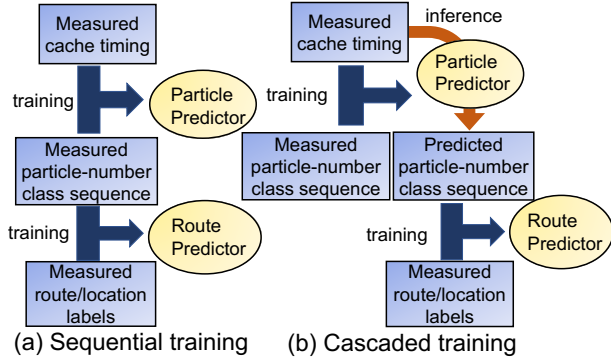 Measured
cache timing
training
Particle
Predictor
Measured
particle-number
class sequence
training
Route
Predictor
Measured
route/location
labels
(a) Sequential training
Measured
cache timing
inference
Particle
Predictor
training
Measured
particle-number
class sequence
Predicted
particle-number
class sequence
training
Route
Predictor
Measured
route/location
labels
(b) Cascaded training